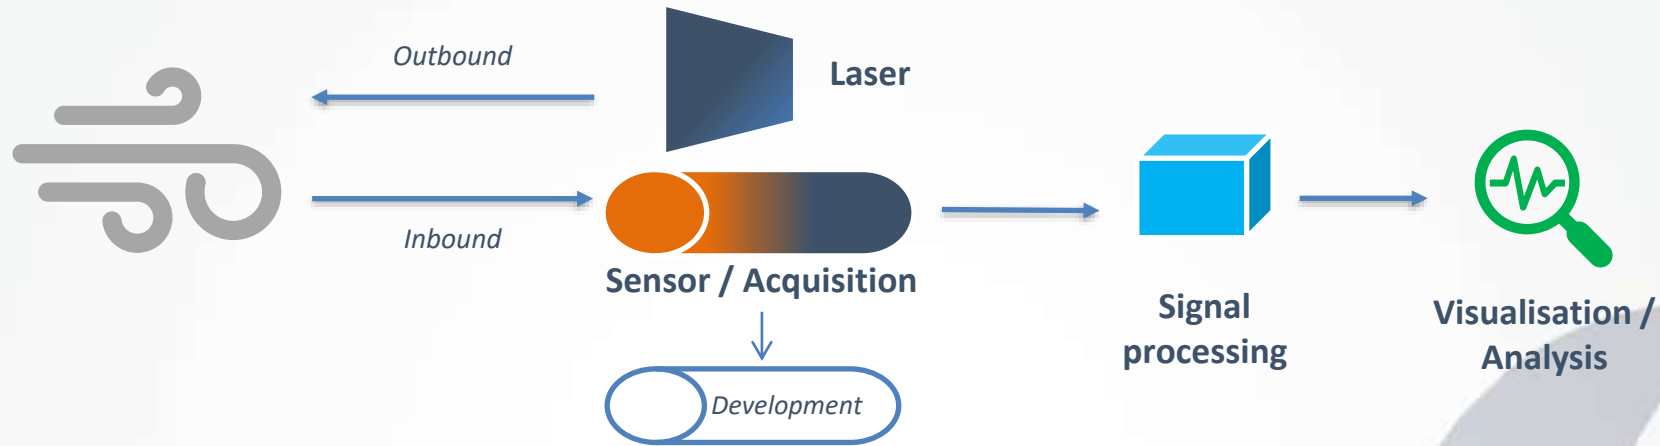 Outbound
Laser
Inbound
Sensor / Acquisition
Development
Signal
processing
Visualisation /
Analysis